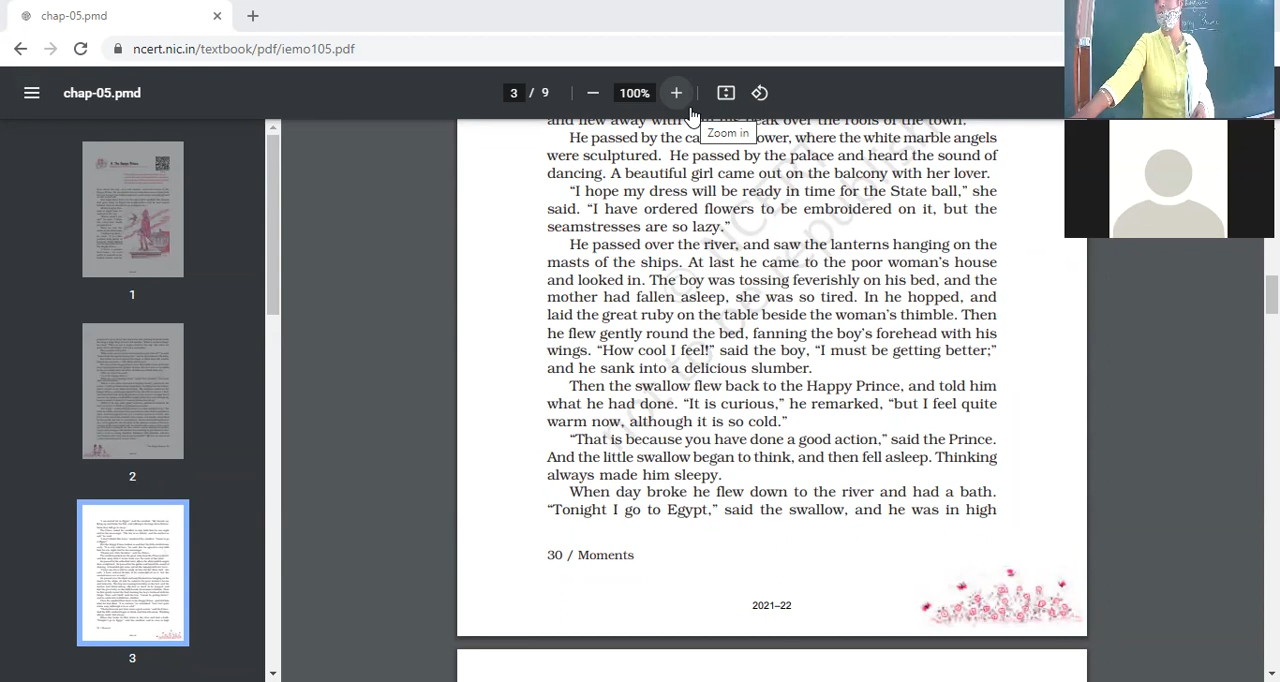 chap-05.pmd
ncert.nic.in/textbook/pdf/iemo105.pdf
chap-05.pmd
3 / 9
100%
Zoom in
1
2
3
and flew away with in his beak over the roofs of the town.
He passed by the ca ower, where the white marble angels
were sculptured. He passed by the palace and heard the sound of
dancing. A beautiful girl came out on the balcony with her lover.
“I hope my dress will be ready in time for the State ball,” she
said. “I have ordered flowers to be embroidered on it, but the
seamstresses are so lazy.”
He passed over the river, and saw the lanterns hanging on the
masts of the ships. At last he came to the poor woman’s house
and looked in. The boy was tossing feverishly on his bed, and the
mother had fallen asleep, she was so tired. In he hopped, and
laid the great ruby on the table beside the woman’s thimble. Then
he flew gently round the bed, fanning the boy’s forehead with his
wings. “How cool I feel!” said the boy, “I must be getting better;”
and he sank into a delicious slumber.
Then the swallow flew back to the Happy Prince, and told him
what he had done. “It is curious,” he remarked, “but I feel quite
warm now, although it is so cold.”
“That is because you have done a good action,” said the Prince.
And the little swallow began to think, and then fell asleep. Thinking
always made him sleepy.
When day broke he flew down to the river and had a bath.
“Tonight I go to Egypt,” said the swallow, and he was in high
30 / Moments
2021–22